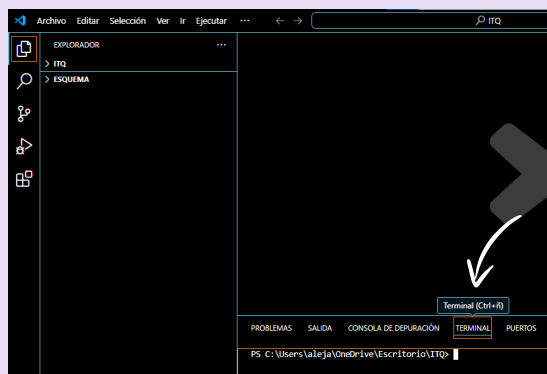 Archivo Editar Selección Ver Ir Ejecutar ··· ITQ
EXPLORADOR ···
ITQ
ESQUEMA
Terminal (Ctrl+ñ)
PROBLEMAS SALIDA CONSOLA DE DEPURACIÓN TERMINAL PUERTOS
PS C:\Users\aleja\OneDrive\Escritorio\ITQ>